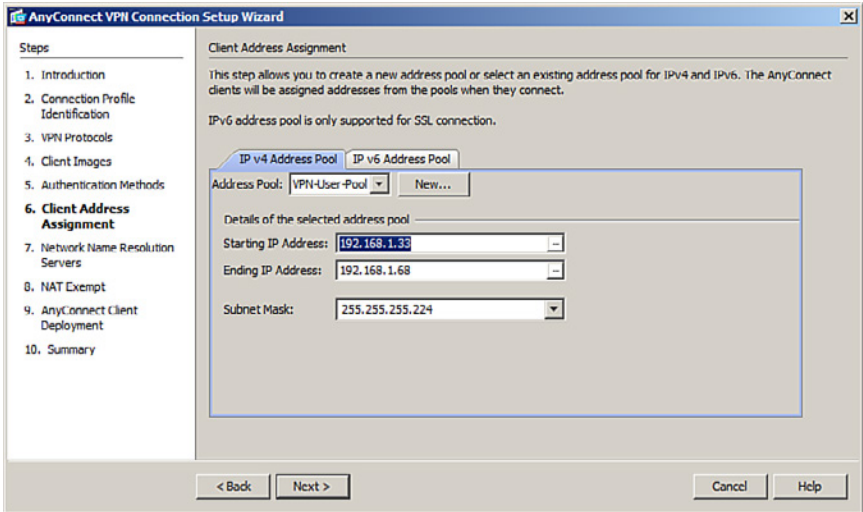 AnyConnect VPN Connection Setup Wizard
Steps
1. Introduction
2. Connection Profile
Identification
3. VPN Protocols
4. Client Images
5. Authentication Methods
6. Client Address
Assignment
7. Network Name Resolution
Servers
8. NAT Exempt
9. AnyConnect Client
Deployment
10. Summary
Client Address Assignment
This step allows you to create a new address pool or select an existing address pool for IPv4 and IPv6. The AnyConnect
clients will be assigned addresses from the pools when they connect.
IPv6 address pool is only supported for SSL connection.
IP v4 Address Pool IP v6 Address Pool
Address Pool: VPN-User-Pool New...
Details of the selected address pool
Starting IP Address: 192.168.1.33 ...
Ending IP Address: 192.168.1.68 ...
Subnet Mask: 255.255.255.224
< Back Next > Cancel Help